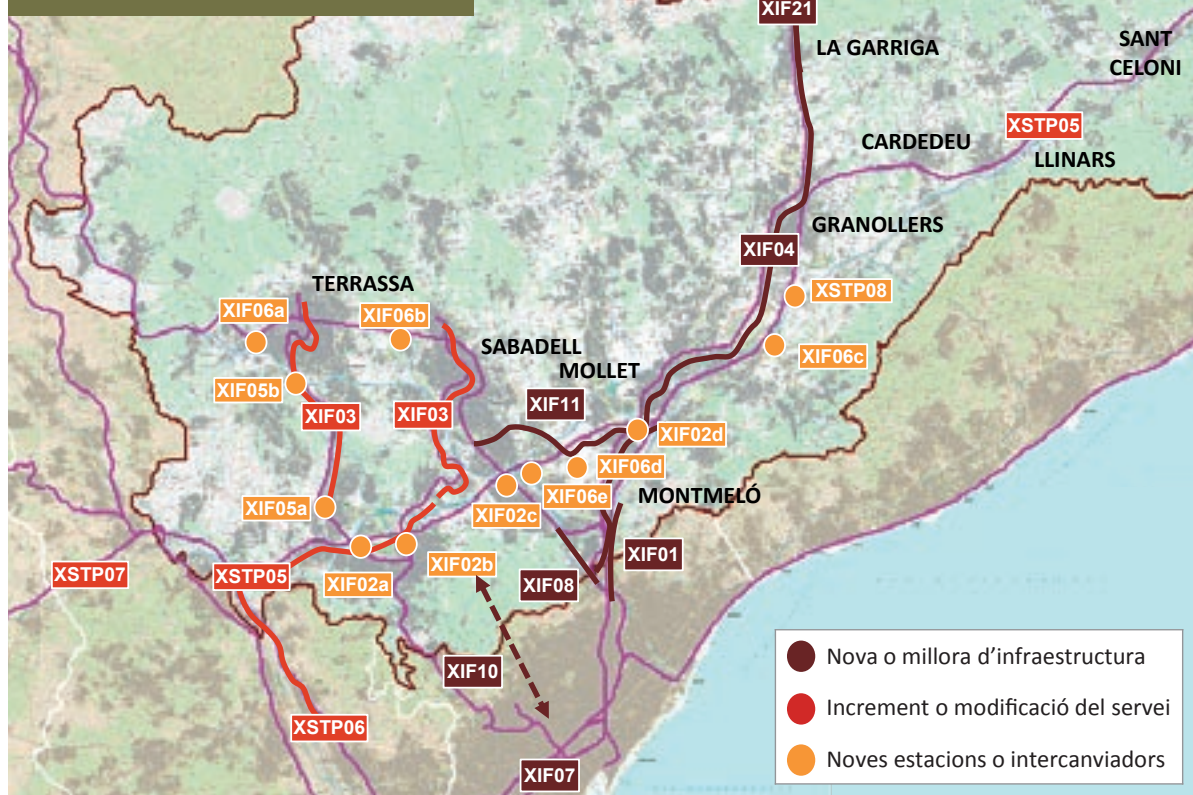 XIF21
LA GARRIGA
SANT
CELONI
XSTP05
CARDEDEU
LLINARS
GRANOLLERS
XIF04
TERRASSA
XSTP08
XIF06a
XIF06b
SABADELL
XIF06c
MOLLET
XIF05b
XIF11
XIF03
XIF03
XIF02d
XIF06d
XIF06e
MONTMELÓ
XIF05a
XIF02c
XIF01
XSTP07
XSTP05
XIF02a
XIF02b
XIF08
XIF10
XSTP06
XIF07
Nova o millora d’infraestructura
Increment o modificació del servei
Noves estacions o intercanviadors